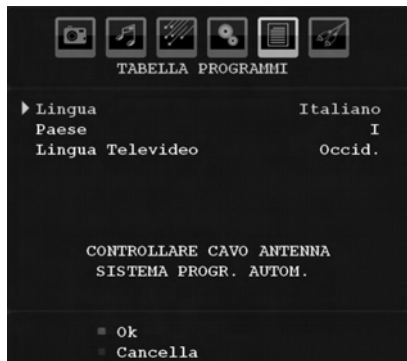 TABELLA PROGRAMMI
Lingua Italiano
Paese I
Lingua Televideo Occid.
CONTROLLARE CAVO ANTENNA
SISTEMA PROGR. AUTOM.
Ok
Cancella